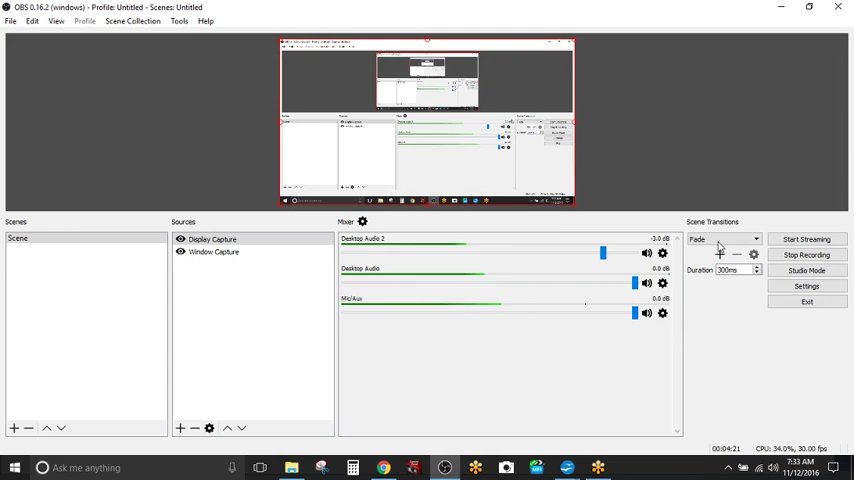 OBS 0.16.2 (windows) - Profile: Untitled - Scenes: Untitled
File Edit View Profile Scene Collection Tools Help
Scenes Sources Mixer Scene Transitions
Scene
Display Capture
Window Capture
Desktop Audio 2 -3.0 dB
Desktop Audio 0.0 dB
Mic/Aux 0.0 dB
Fade
Duration 300ms
Start Streaming
Stop Recording
Studio Mode
Settings
Exit
00:04:21 CPU: 34.0%, 30.00 fps
Ask me anything
7:33 AM
11/12/2016